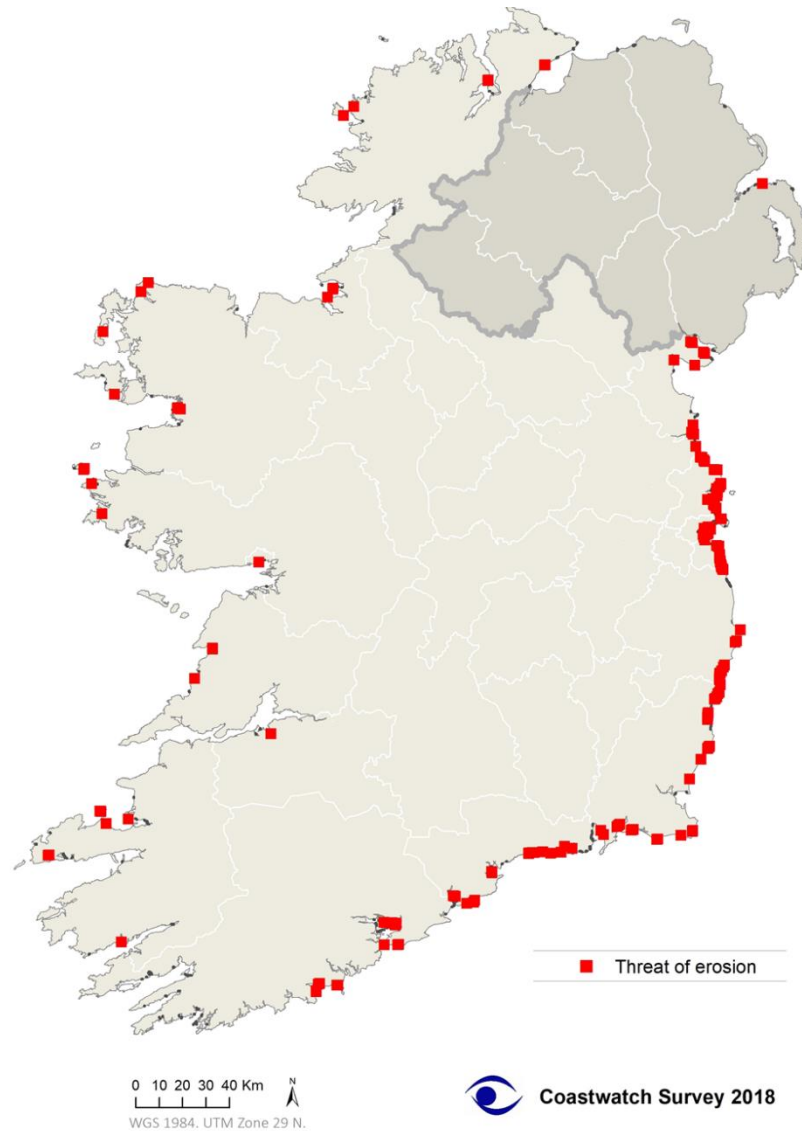 Threat of erosion
0 10 20 30 40 Km
N
WGS 1984. UTM Zone 29 N.
Coastwatch Survey 2018